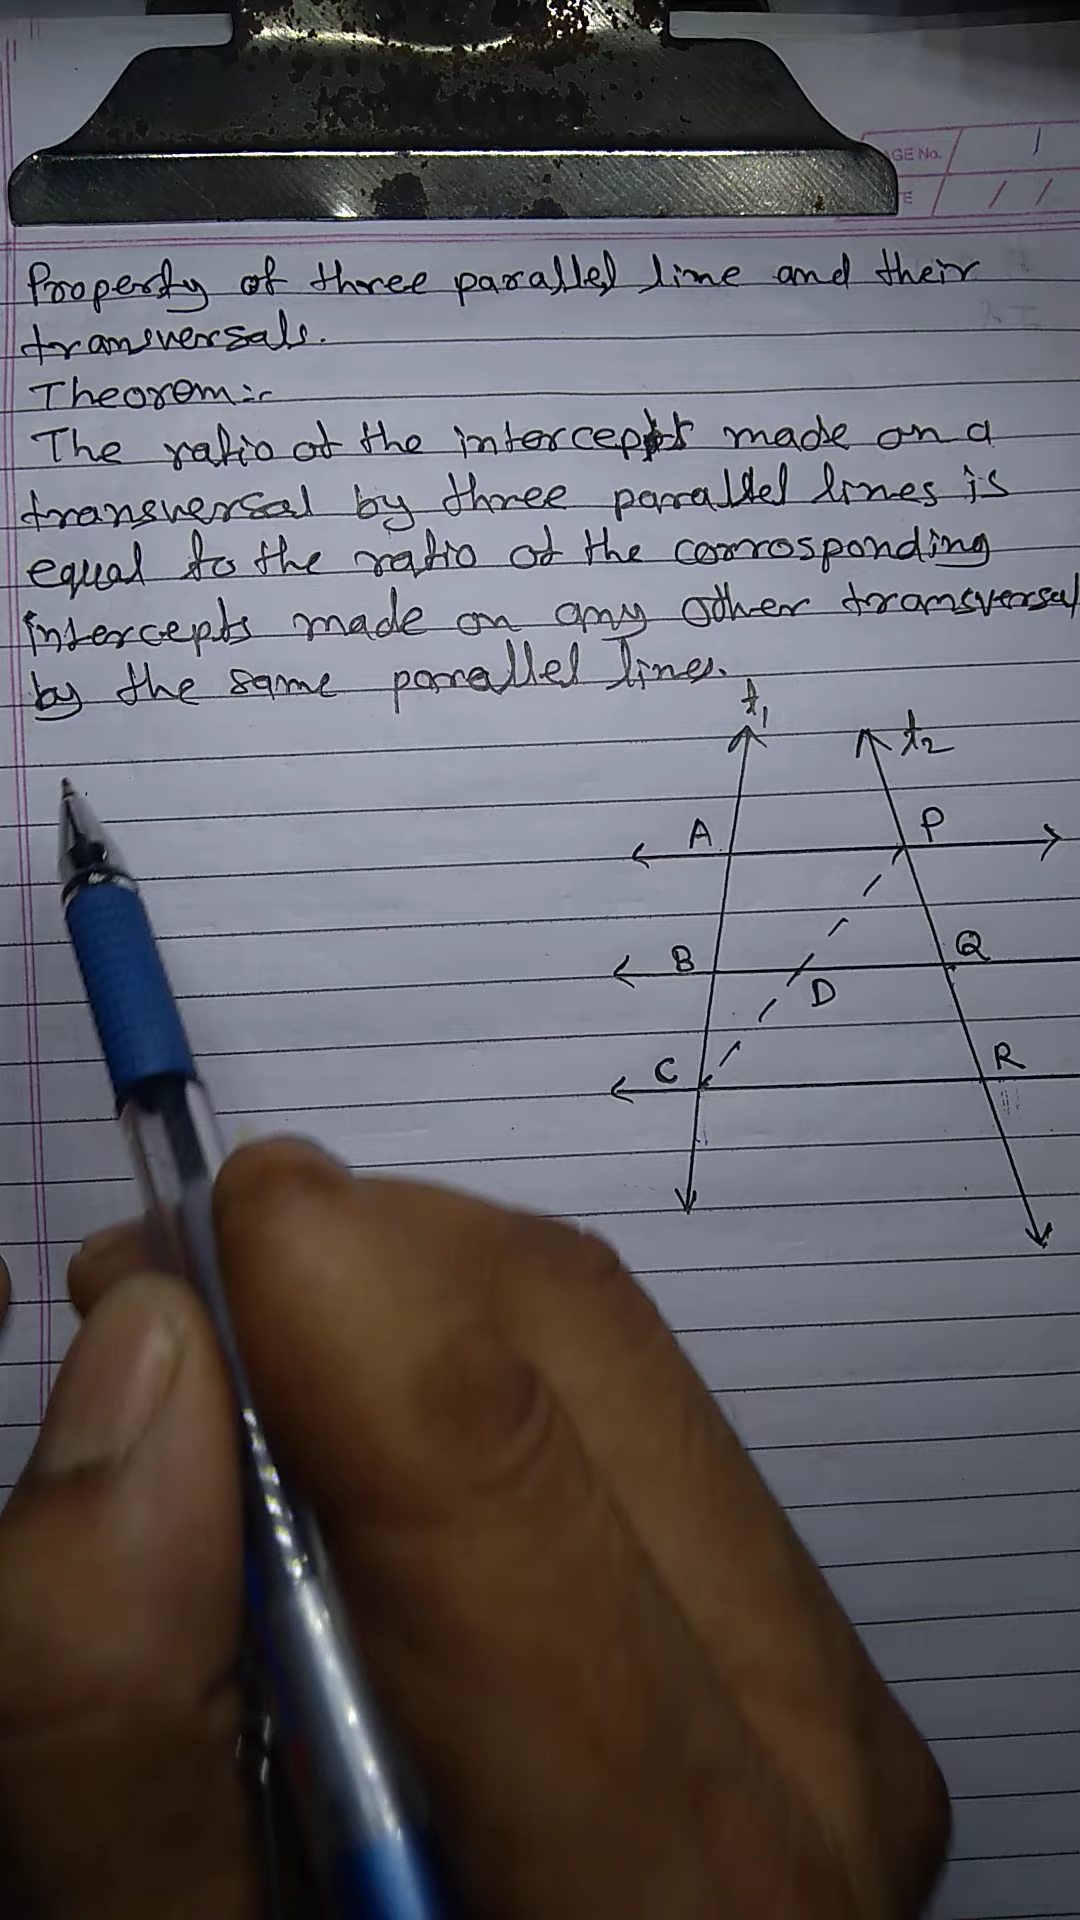 GE No. 1
E / /
Property of three parallel line and their
transversals.
Theorem:-
The ratio of the intercepts made on a
transversal by three parallel lines is
equal to the ratio of the corrosponding
intercepts made on any other transversal
by the same parallel lines.
t1 t2
A P
B Q
D
C R